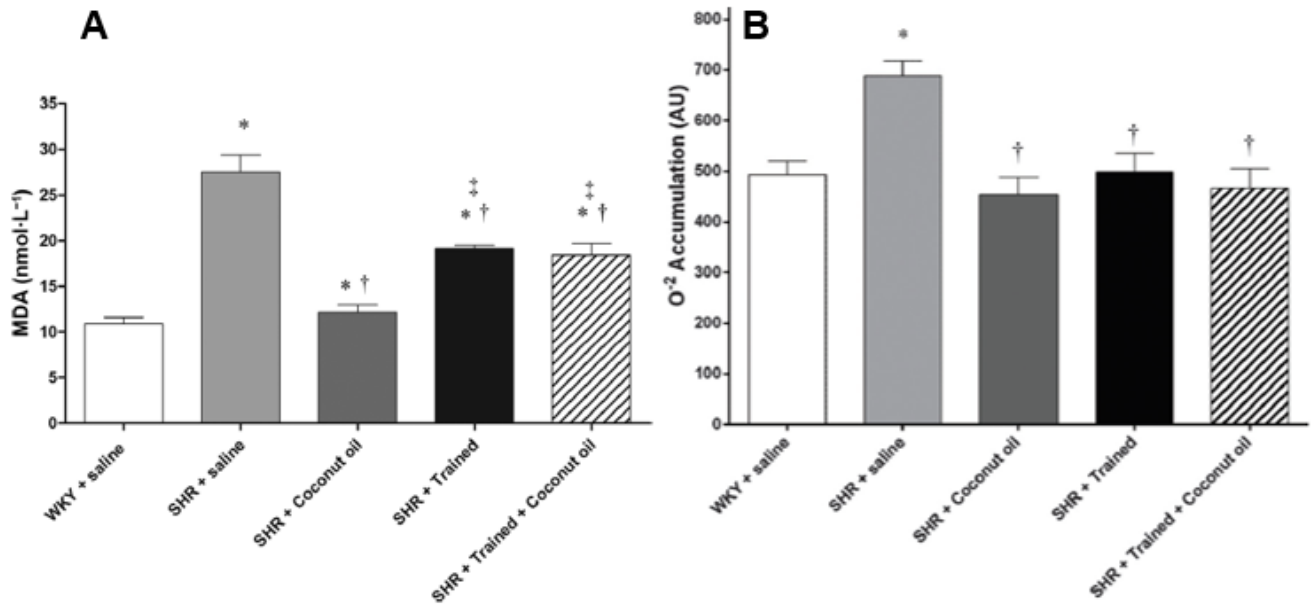 A
MDA (nmol·L⁻¹)
35
30
25
20
15
10
5
0
*
* †
‡
* †
‡
* †
WKY + saline
SHR + saline
SHR + Coconut oil
SHR + Trained
SHR + Trained + Coconut oil
B
O⁻² Accumulation (AU)
800
700
600
500
400
300
200
100
0
*
†
†
†
WKY + saline
SHR + saline
SHR + Coconut oil
SHR + Trained
SHR + Trained + Coconut oil